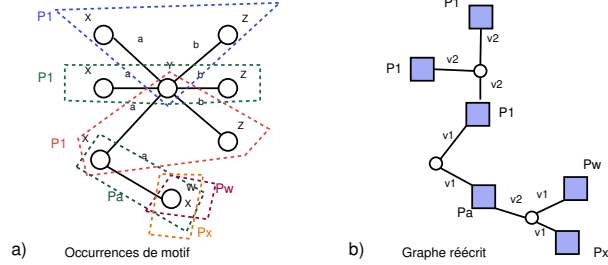 P1
X
a
b
Z
P1
X
a
Y
b
Z
a
b
P1
X
a
Z
Pa
W
X
Pw
Px
a) Occurrences de motif
P1
v2
P1
v2
v2
P1
v1
v1
Pa
v2
v1
Pw
v1
Px
b) Graphe réécrit